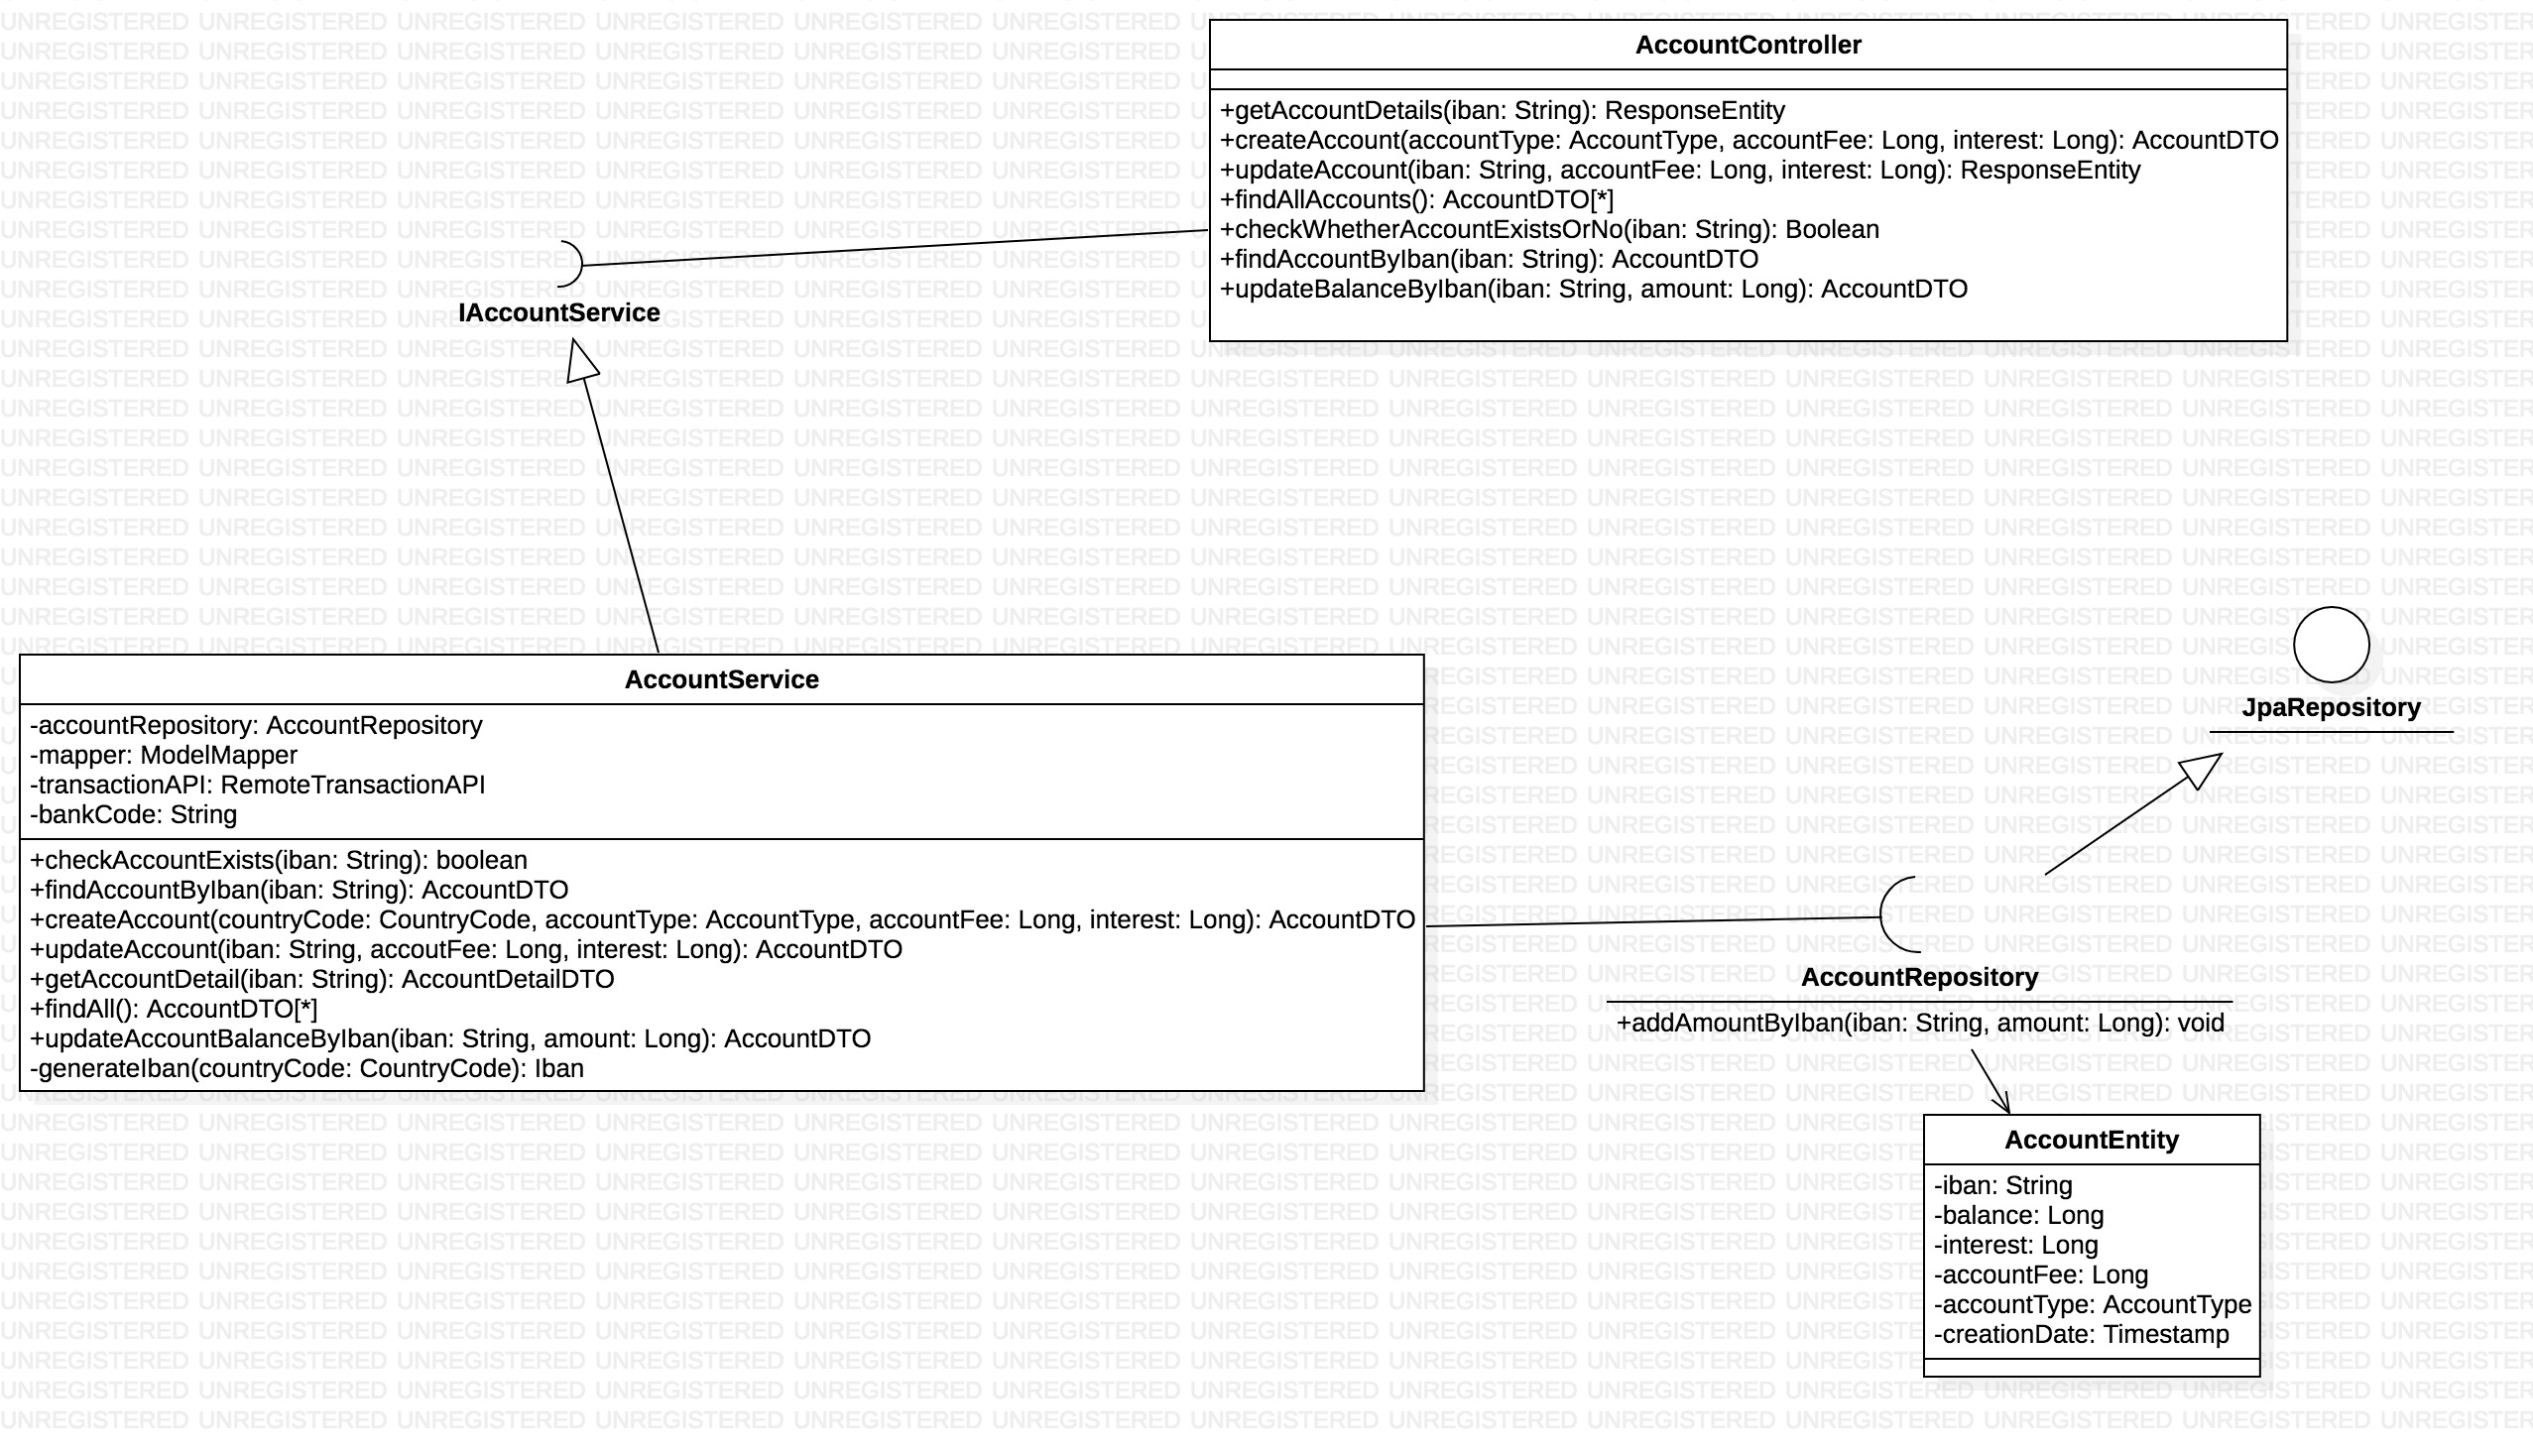 AccountController
+getAccountDetails(iban: String): ResponseEntity
+createAccount(accountType: AccountType, accountFee: Long, interest: Long): AccountDTO
+updateAccount(iban: String, accountFee: Long, interest: Long): ResponseEntity
+findAllAccounts(): AccountDTO[*]
+checkWhetherAccountExistsOrNo(iban: String): Boolean
+findAccountByIban(iban: String): AccountDTO
+updateBalanceByIban(iban: String, amount: Long): AccountDTO
IAccountService
AccountService
-accountRepository: AccountRepository
-mapper: ModelMapper
-transactionAPI: RemoteTransactionAPI
-bankCode: String
+checkAccountExists(iban: String): boolean
+findAccountByIban(iban: String): AccountDTO
+createAccount(countryCode: CountryCode, accountType: AccountType, accountFee: Long, interest: Long): AccountDTO
+updateAccount(iban: String, accoutFee: Long, interest: Long): AccountDTO
+getAccountDetail(iban: String): AccountDetailDTO
+findAll(): AccountDTO[*]
+updateAccountBalanceByIban(iban: String, amount: Long): AccountDTO
-generateIban(countryCode: CountryCode): Iban
JpaRepository
AccountRepository
+addAmountByIban(iban: String, amount: Long): void
AccountEntity
-iban: String
-balance: Long
-interest: Long
-accountFee: Long
-accountType: AccountType
-creationDate: Timestamp
UNREGISTERED